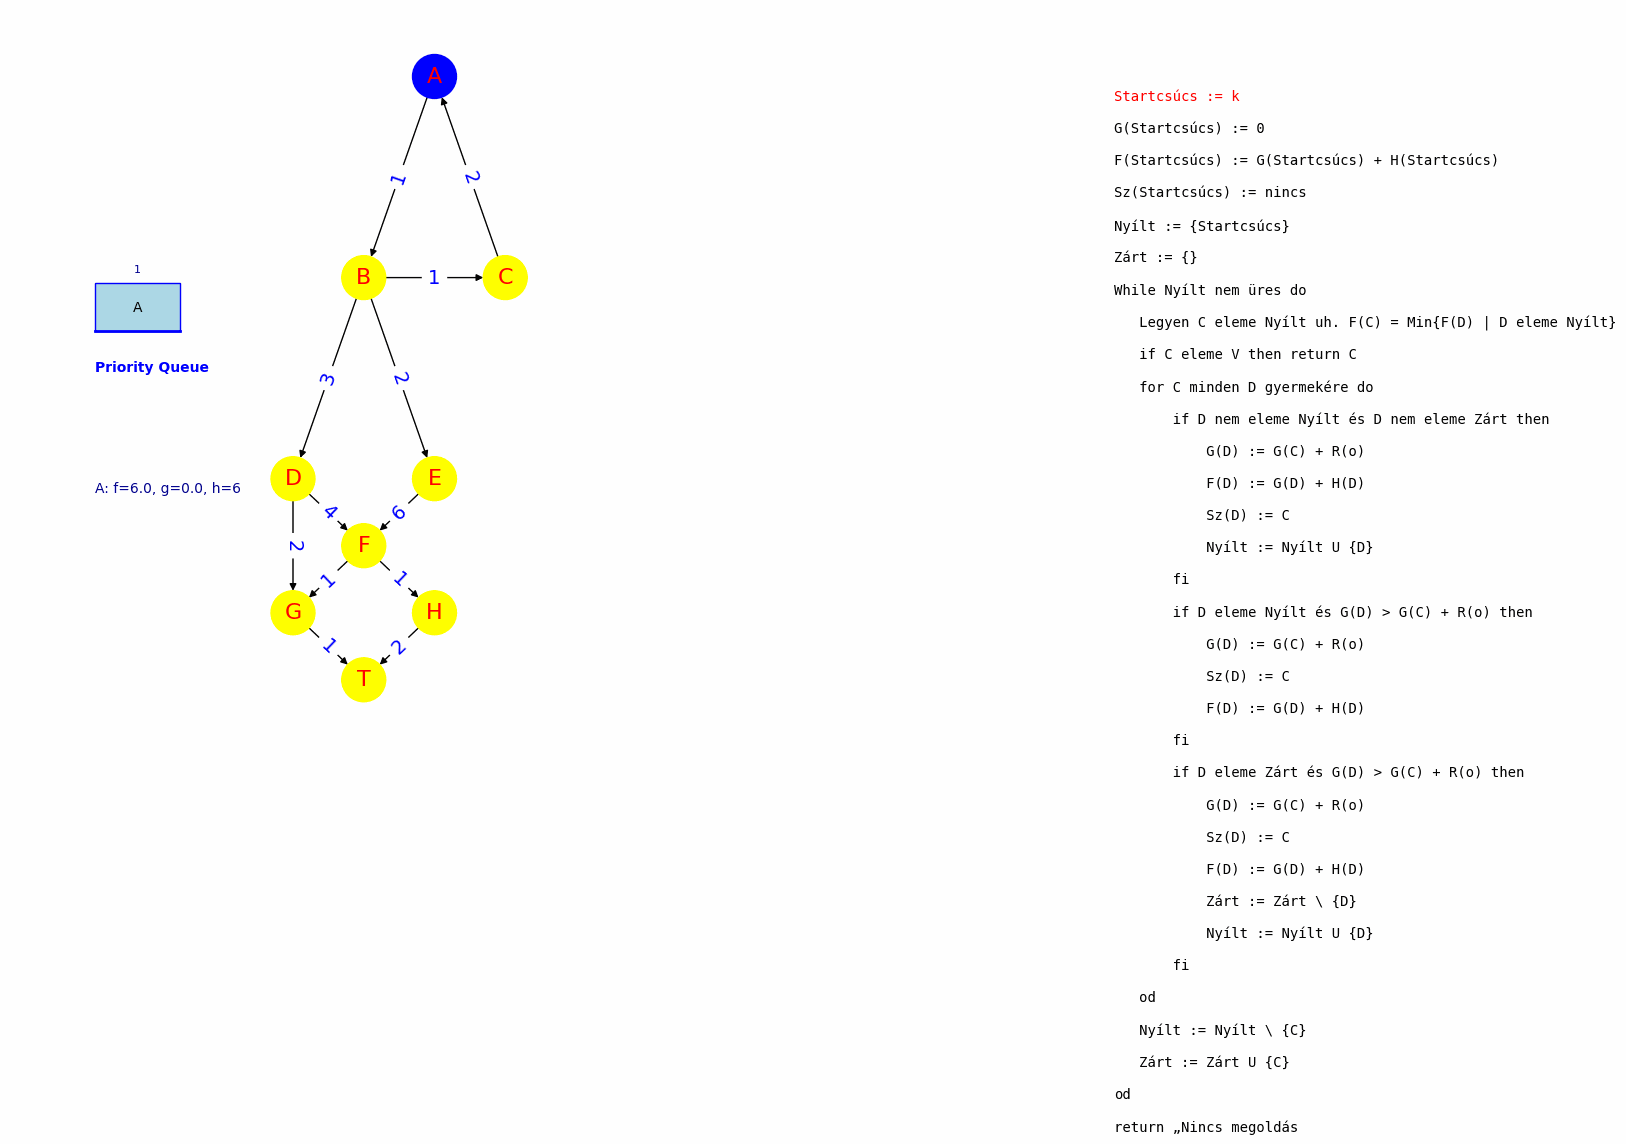 A
1
2
B
1
C
1
A
Priority Queue
3
2
D
E
A: f=6.0, g=0.0, h=6
4
6
2
F
1
1
G
H
1
2
T
Startcsúcs := k
G(Startcsúcs) := 0
F(Startcsúcs) := G(Startcsúcs) + H(Startcsúcs)
Sz(Startcsúcs) := nincs
Nyílt := {Startcsúcs}
Zárt := {}
While Nyílt nem üres do
Legyen C eleme Nyílt uh. F(C) = Min{F(D) | D eleme Nyílt}
if C eleme V then return C
for C minden D gyermekére do
if D nem eleme Nyílt és D nem eleme Zárt then
G(D) := G(C) + R(o)
F(D) := G(D) + H(D)
Sz(D) := C
Nyílt := Nyílt U {D}
fi
if D eleme Nyílt és G(D) > G(C) + R(o) then
G(D) := G(C) + R(o)
Sz(D) := C
F(D) := G(D) + H(D)
fi
if D eleme Zárt és G(D) > G(C) + R(o) then
G(D) := G(C) + R(o)
Sz(D) := C
F(D) := G(D) + H(D)
Zárt := Zárt \ {D}
Nyílt := Nyílt U {D}
fi
od
Nyílt := Nyílt \ {C}
Zárt := Zárt U {C}
od
return „Nincs megoldás